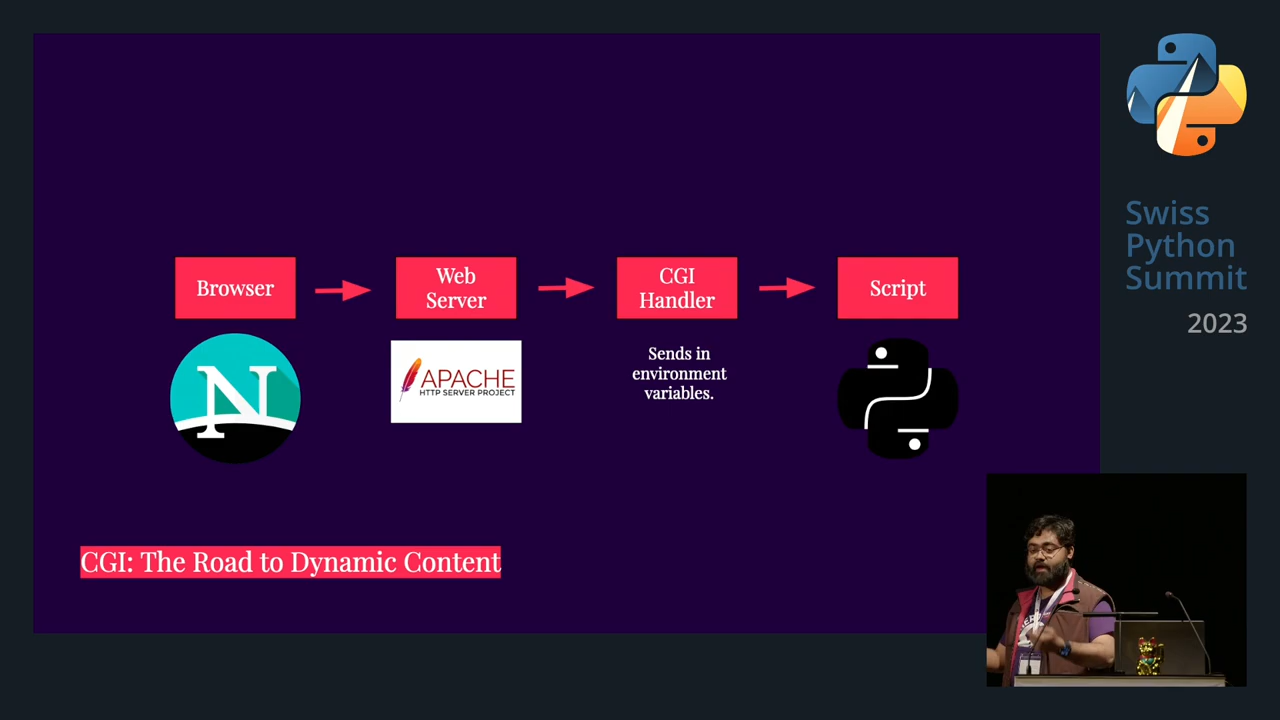 Browser
Web
Server
CGI
Handler
Script
N
APACHE
HTTP SERVER PROJECT
Sends in
environment
variables.
CGI: The Road to Dynamic Content
Swiss
Python
Summit
2023